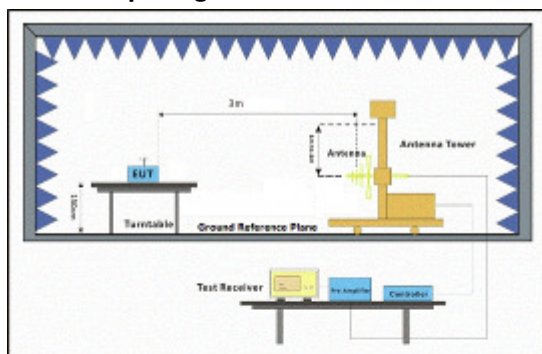 3m
Antenna
Antenna Tower
EUT
Turntable
Ground Reference Plane
Test Receiver
Pre Amplifier
Controller